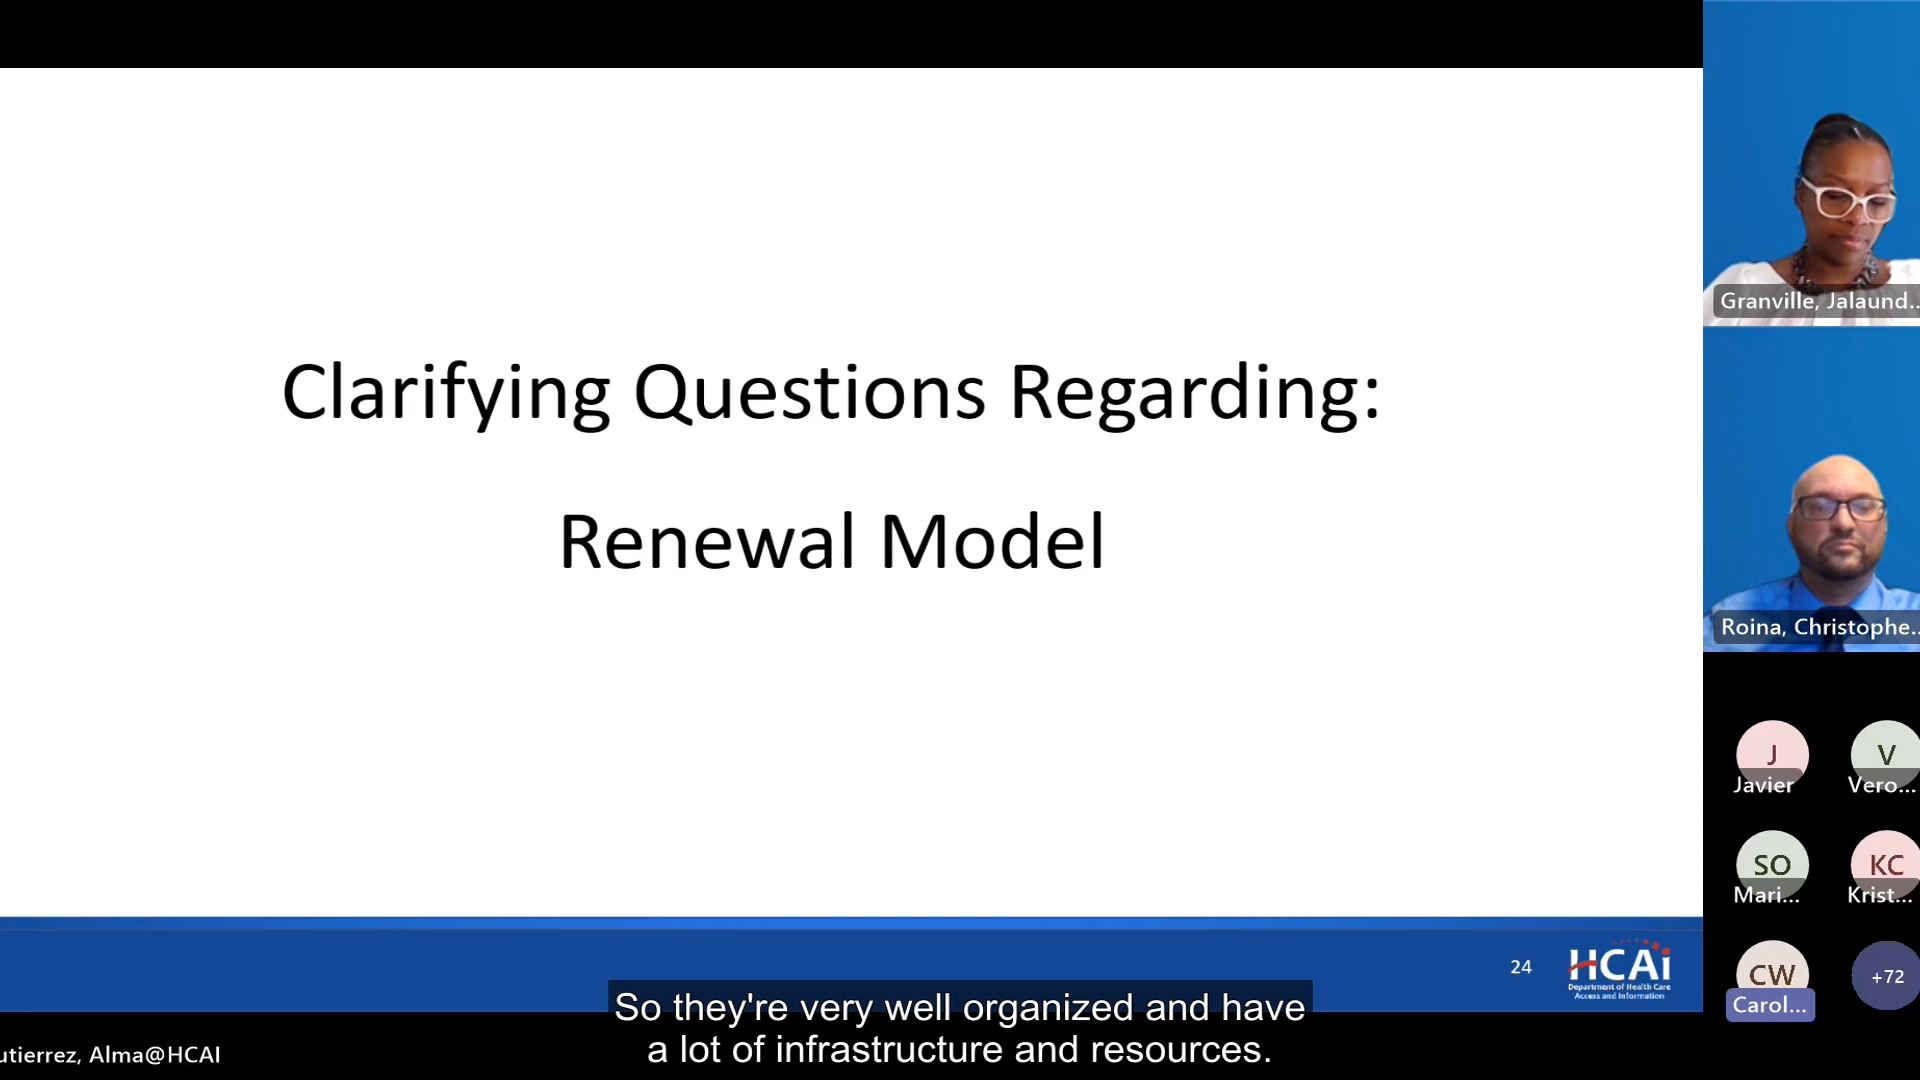 Clarifying Questions Regarding:
Renewal Model
24
HCAi
Department of Health Care
Access and Information
Granville, Jalaund...
Roina, Christophe...
J
Javier
V
Vero...
SO
Mari...
KC
Krist...
CW
Carol...
+72
So they're very well organized and have
a lot of infrastructure and resources.
utierrez, Alma@HCAI